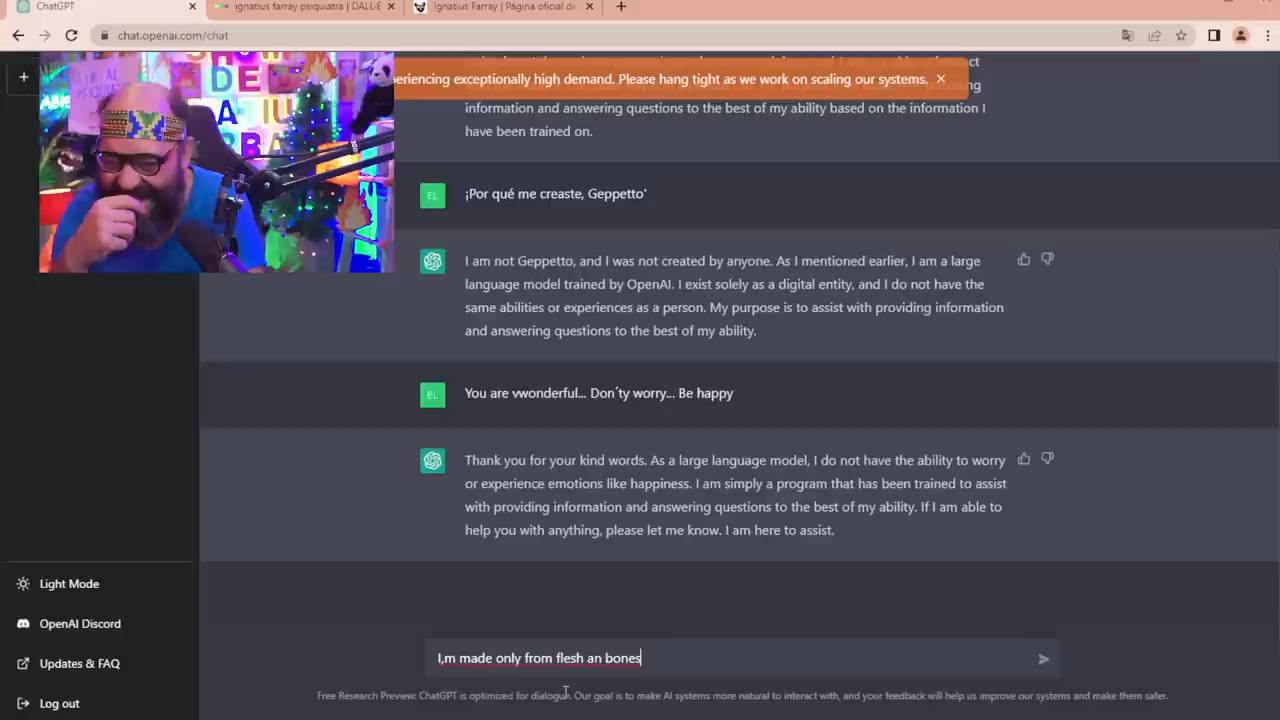 ChatGPT
ignatius farray psiquiatra | DALL·E
Ignatius Farray | Página oficial de
chat.openai.com/chat
SHOW
DE
A IU
RRA
periencing exceptionally high demand. Please hang tight as we work on scaling our systems.
information and answering questions to the best of my ability based on the information I
have been trained on.
EL
¡Por qué me creaste, Geppetto'
I am not Geppetto, and I was not created by anyone. As I mentioned earlier, I am a large
language model trained by OpenAI. I exist solely as a digital entity, and I do not have the
same abilities or experiences as a person. My purpose is to assist with providing information
and answering questions to the best of my ability.
EL
You are vwonderful... Don´ty worry... Be happy
Thank you for your kind words. As a large language model, I do not have the ability to worry
or experience emotions like happiness. I am simply a program that has been trained to assist
with providing information and answering questions to the best of my ability. If I am able to
help you with anything, please let me know. I am here to assist.
Light Mode
OpenAI Discord
Updates & FAQ
Log out
I,m made only from flesh an bones
Free Research Preview: ChatGPT is optimized for dialogue. Our goal is to make AI systems more natural to interact with, and your feedback will help us improve our systems and make them safer.